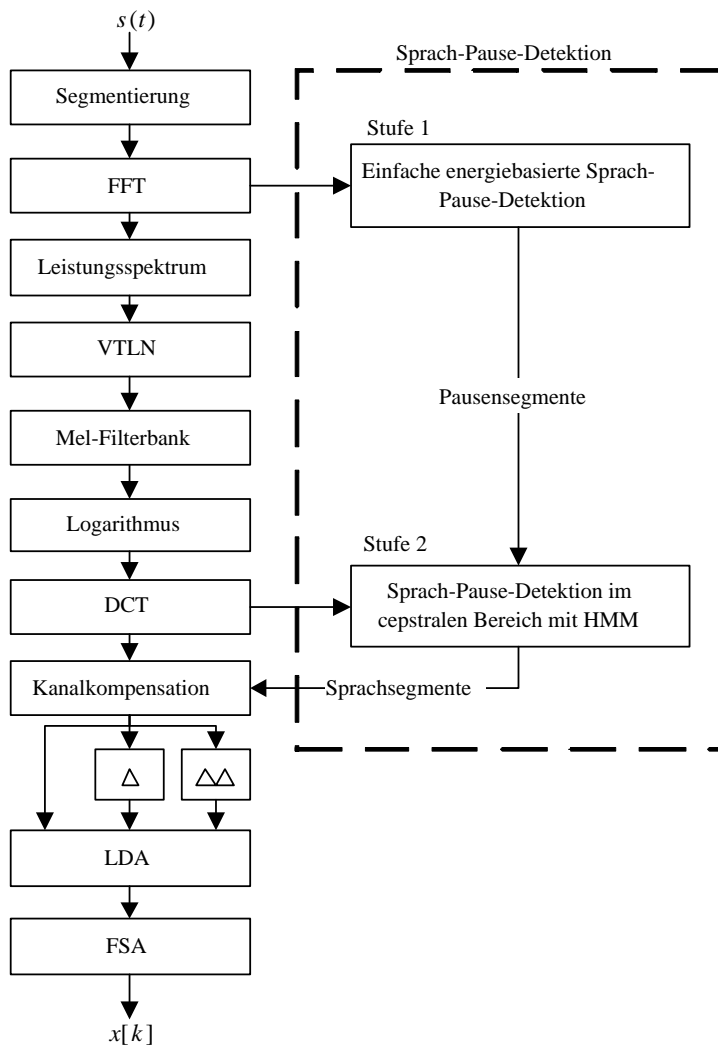 s(t)
Sprach-Pause-Detektion
Segmentierung
Stufe 1
FFT
Einfache energiebasierte Sprach-
Pause-Detektion
Leistungsspektrum
VTLN
Pausensegmente
Mel-Filterbank
Logarithmus
Stufe 2
DCT
Sprach-Pause-Detektion im
cepstralen Bereich mit HMM
Kanalkompensation
Sprachsegmente
△
△△
LDA
FSA
x[k]